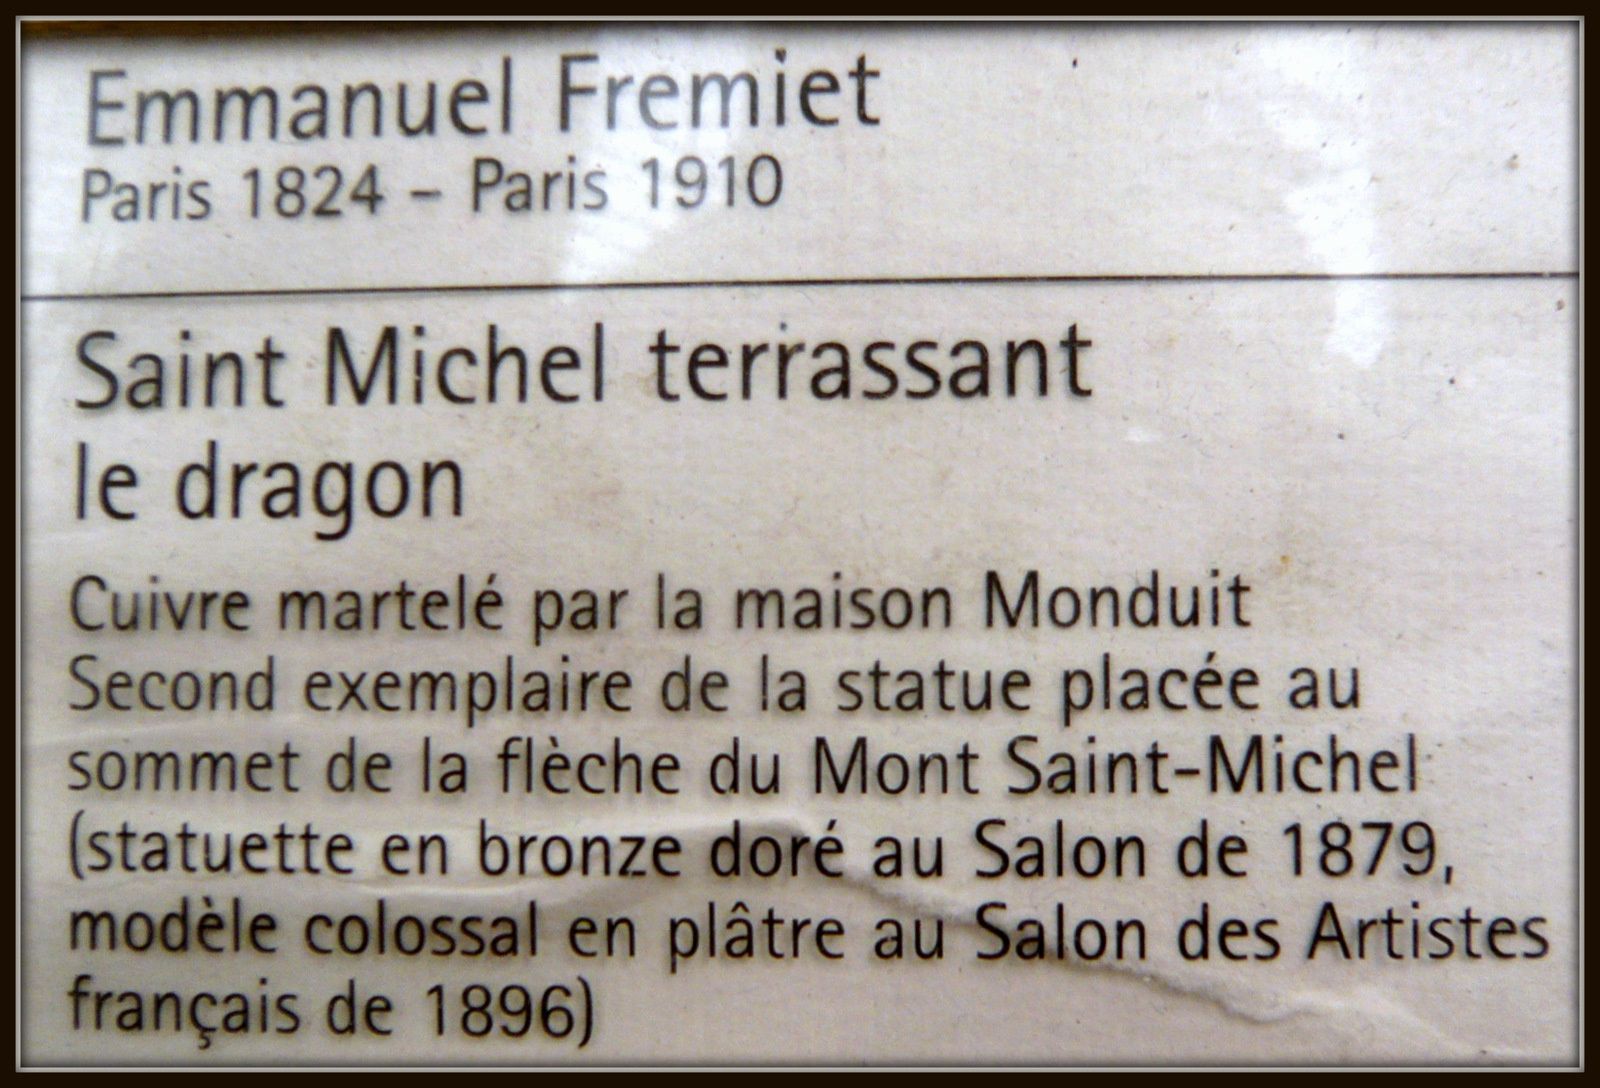 Emmanuel Fremiet
Paris 1824 – Paris 1910
Saint Michel terrassant
le dragon
Cuivre martelé par la maison Monduit
Second exemplaire de la statue placée au
sommet de la flèche du Mont Saint-Michel
(statuette en bronze doré au Salon de 1879,
modèle colossal en plâtre au Salon des Artistes
français de 1896)